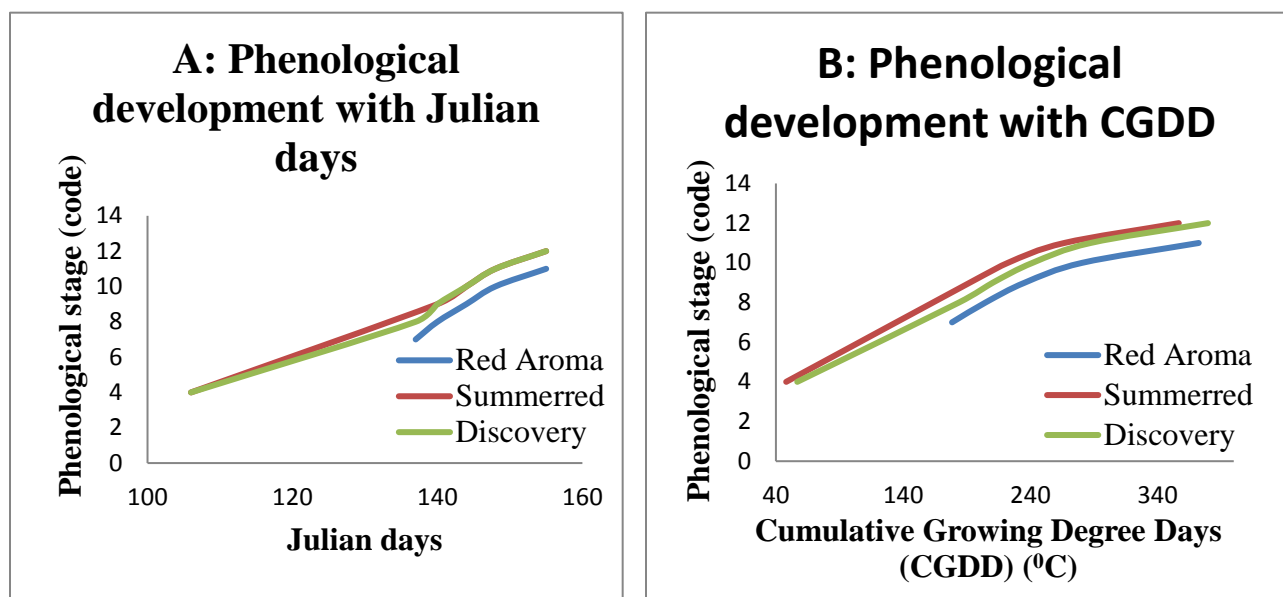 A: Phenological
development with Julian
days
Phenological stage (code)
14
12
10
8
6
4
2
0
Red Aroma
Summerred
Discovery
100 120 140 160
Julian days
B: Phenological
development with CGDD
Phenological stage (code)
14
12
10
8
6
4
2
0
Red Aroma
Summerred
Discovery
40 140 240 340
Cumulative Growing Degree Days
(CGDD) (⁰C)